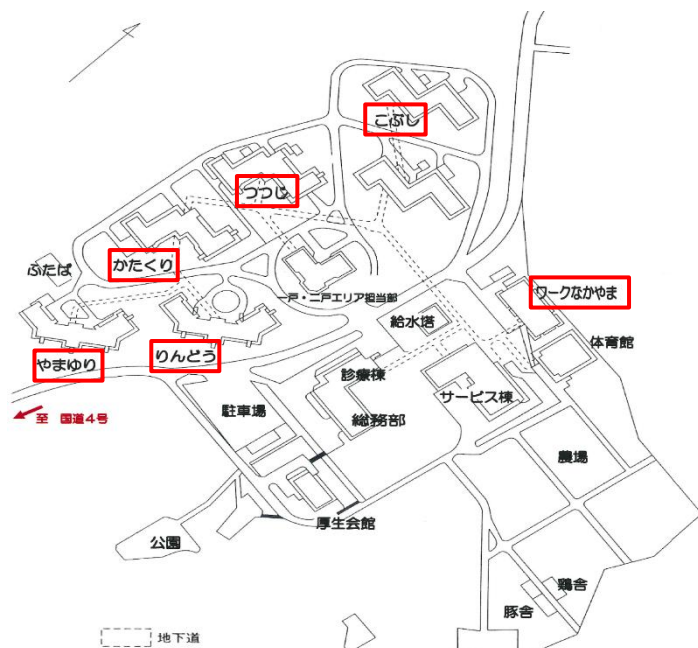 こぶし
つつじ
かたくり
ふたば
一戸・二戸エリア担当部
ワークなかやま
給水塔
体育館
やまゆり
りんどう
診療棟
サービス棟
至 国道4号
駐車場
総務部
農場
厚生会館
公園
鶏舎
豚舎
地下道